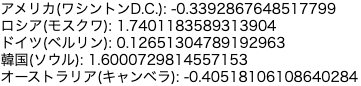 アメリカ(ワシントンD.C.): -0.3392867648517799
ロシア(モスクワ): 1.7401183589313904
ドイツ(ベルリン): 0.12651304789192963
韓国(ソウル): 1.6000729814557153
オーストラリア(キャンベラ): -0.40518106108640284